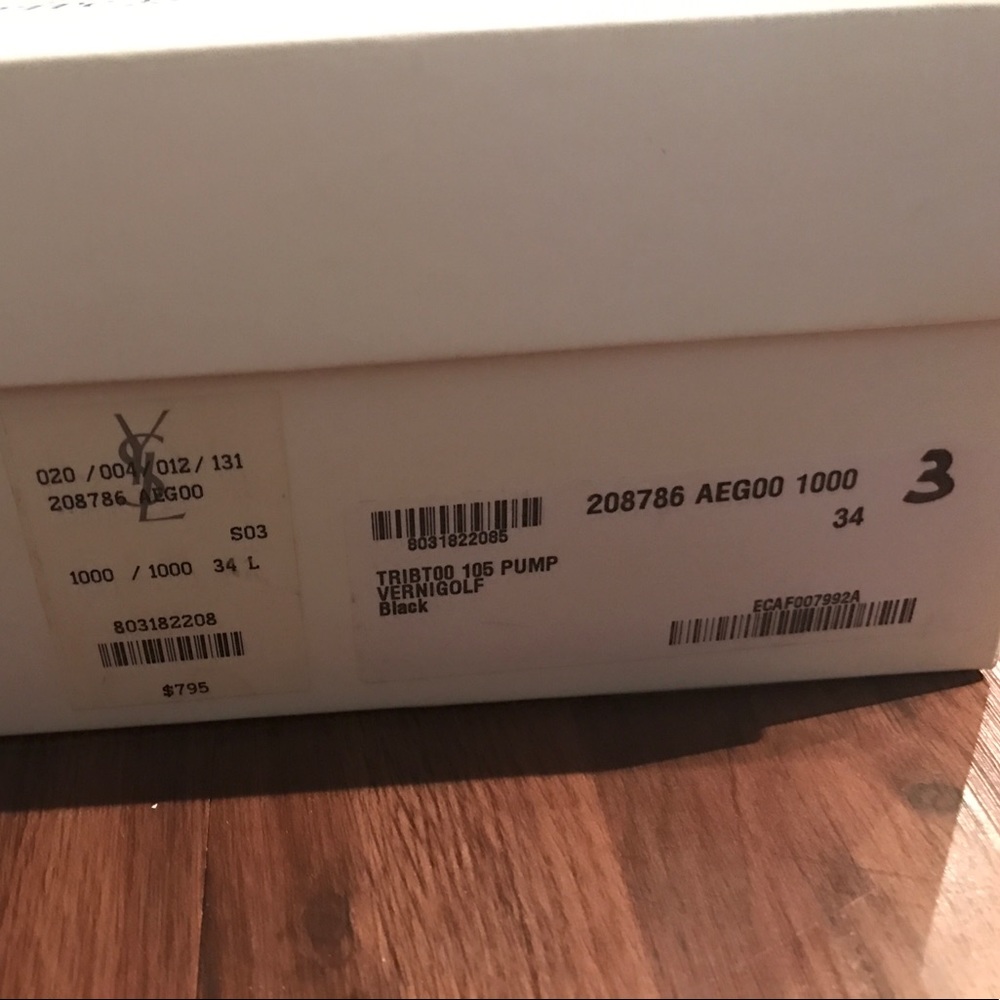 YSL
020 /004/012/ 131
208786 AEG00
S03
1000 / 1000 34 L
803182208
$795
8031822085
TRIBT00 105 PUMP
VERNIGOLF
Black
208786 AEG00 1000
34
3
ECAF007992A